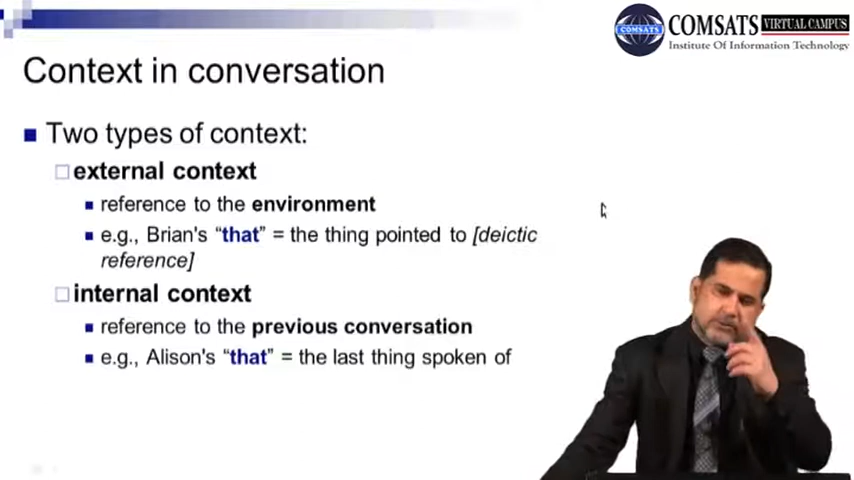 COMSATS VIRTUAL CAMPUS
COMSATS
Institute Of Information Technology
Context in conversation
Two types of context:
external context
reference to the environment
e.g., Brian's “that” = the thing pointed to [deictic
reference]
internal context
reference to the previous conversation
e.g., Alison's “that” = the last thing spoken of